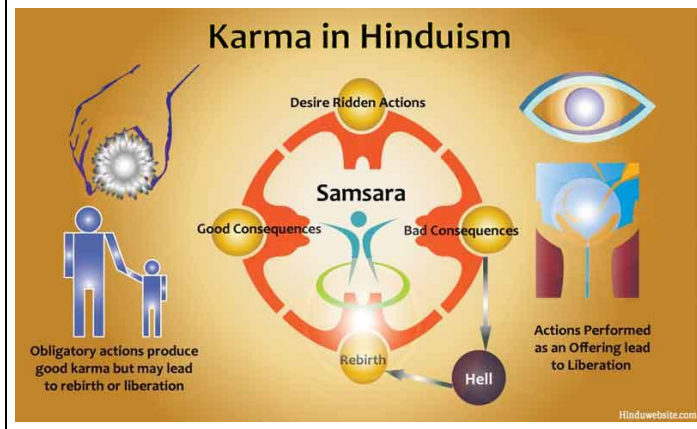 Karma in Hinduism
Desire Ridden Actions
Samsara
Good Consequences
Bad Consequences
Rebirth
Hell
Obligatory actions produce
good karma but may lead
to rebirth or liberation
Actions Performed
as an Offering lead
to Liberation
Hinduwebsite.com